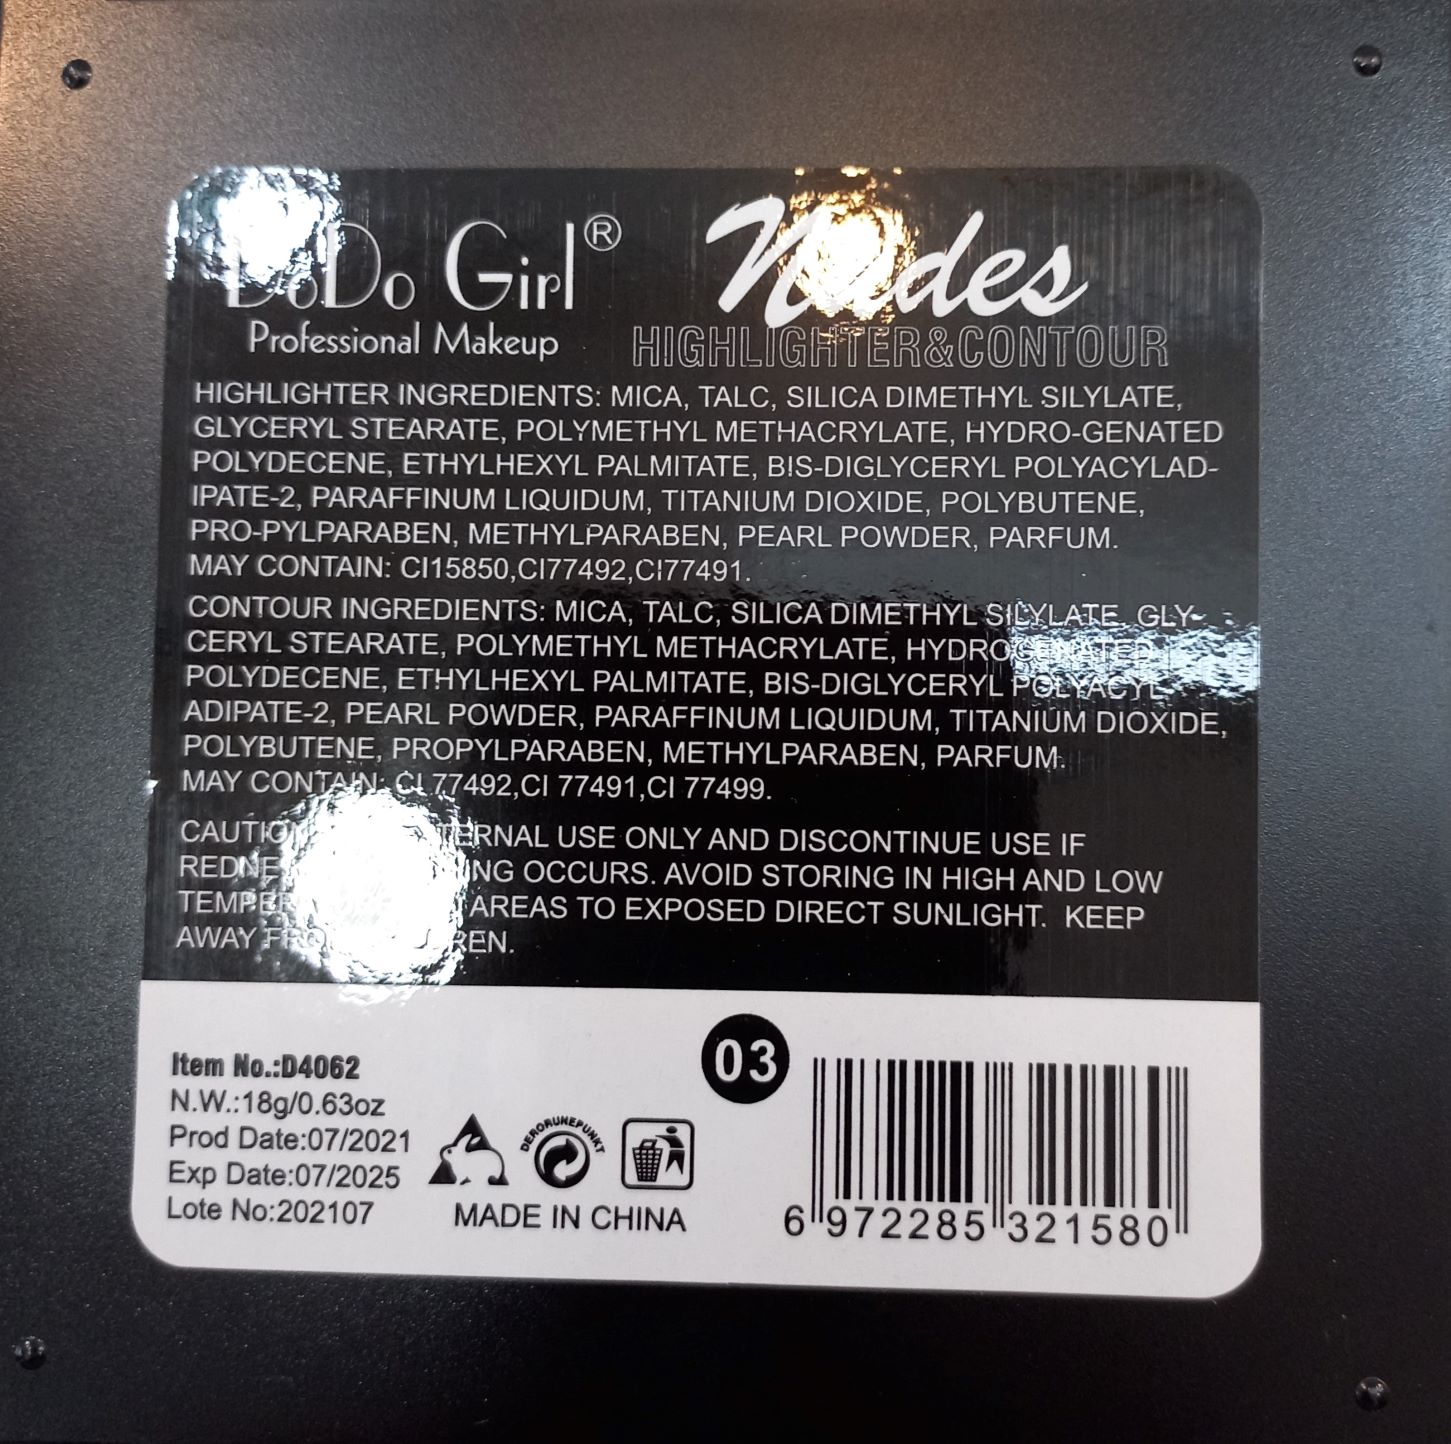 DoDo Girl®
Professional Makeup
Nudes
HIGHLIGHTER&CONTOUR
HIGHLIGHTER INGREDIENTS: MICA, TALC, SILICA DIMETHYL SILYLATE,
GLYCERYL STEARATE, POLYMETHYL METHACRYLATE, HYDRO-GENATED
POLYDECENE, ETHYLHEXYL PALMITATE, BIS-DIGLYCERYL POLYACYLAD-
IPATE-2, PARAFFINUM LIQUIDUM, TITANIUM DIOXIDE, POLYBUTENE,
PRO-PYLPARABEN, METHYLPARABEN, PEARL POWDER, PARFUM.
MAY CONTAIN: CI15850,CI77492,CI77491.
CONTOUR INGREDIENTS: MICA, TALC, SILICA DIMETHYL SILYLATE, GLY-
CERYL STEARATE, POLYMETHYL METHACRYLATE, HYDROGENATED
POLYDECENE, ETHYLHEXYL PALMITATE, BIS-DIGLYCERYL POLYACYL-
ADIPATE-2, PEARL POWDER, PARAFFINUM LIQUIDUM, TITANIUM DIOXIDE,
POLYBUTENE, PROPYLPARABEN, METHYLPARABEN, PARFUM.
MAY CONTAIN: CI 77492,CI 77491,CI 77499.
USE ONLY AND DISCONTINUE USE IF
OCCURS. AVOID STORING IN HIGH AND LOW
AREAS TO EXPOSED DIRECT SUNLIGHT. KEEP
AWAY
03
Item No.:D4062
N.W.:18g/0.63oz
Prod Date:07/2021
Exp Date:07/2025
Lote No:202107
DERORUNEPUNKT
MADE IN CHINA
6 972285 321580